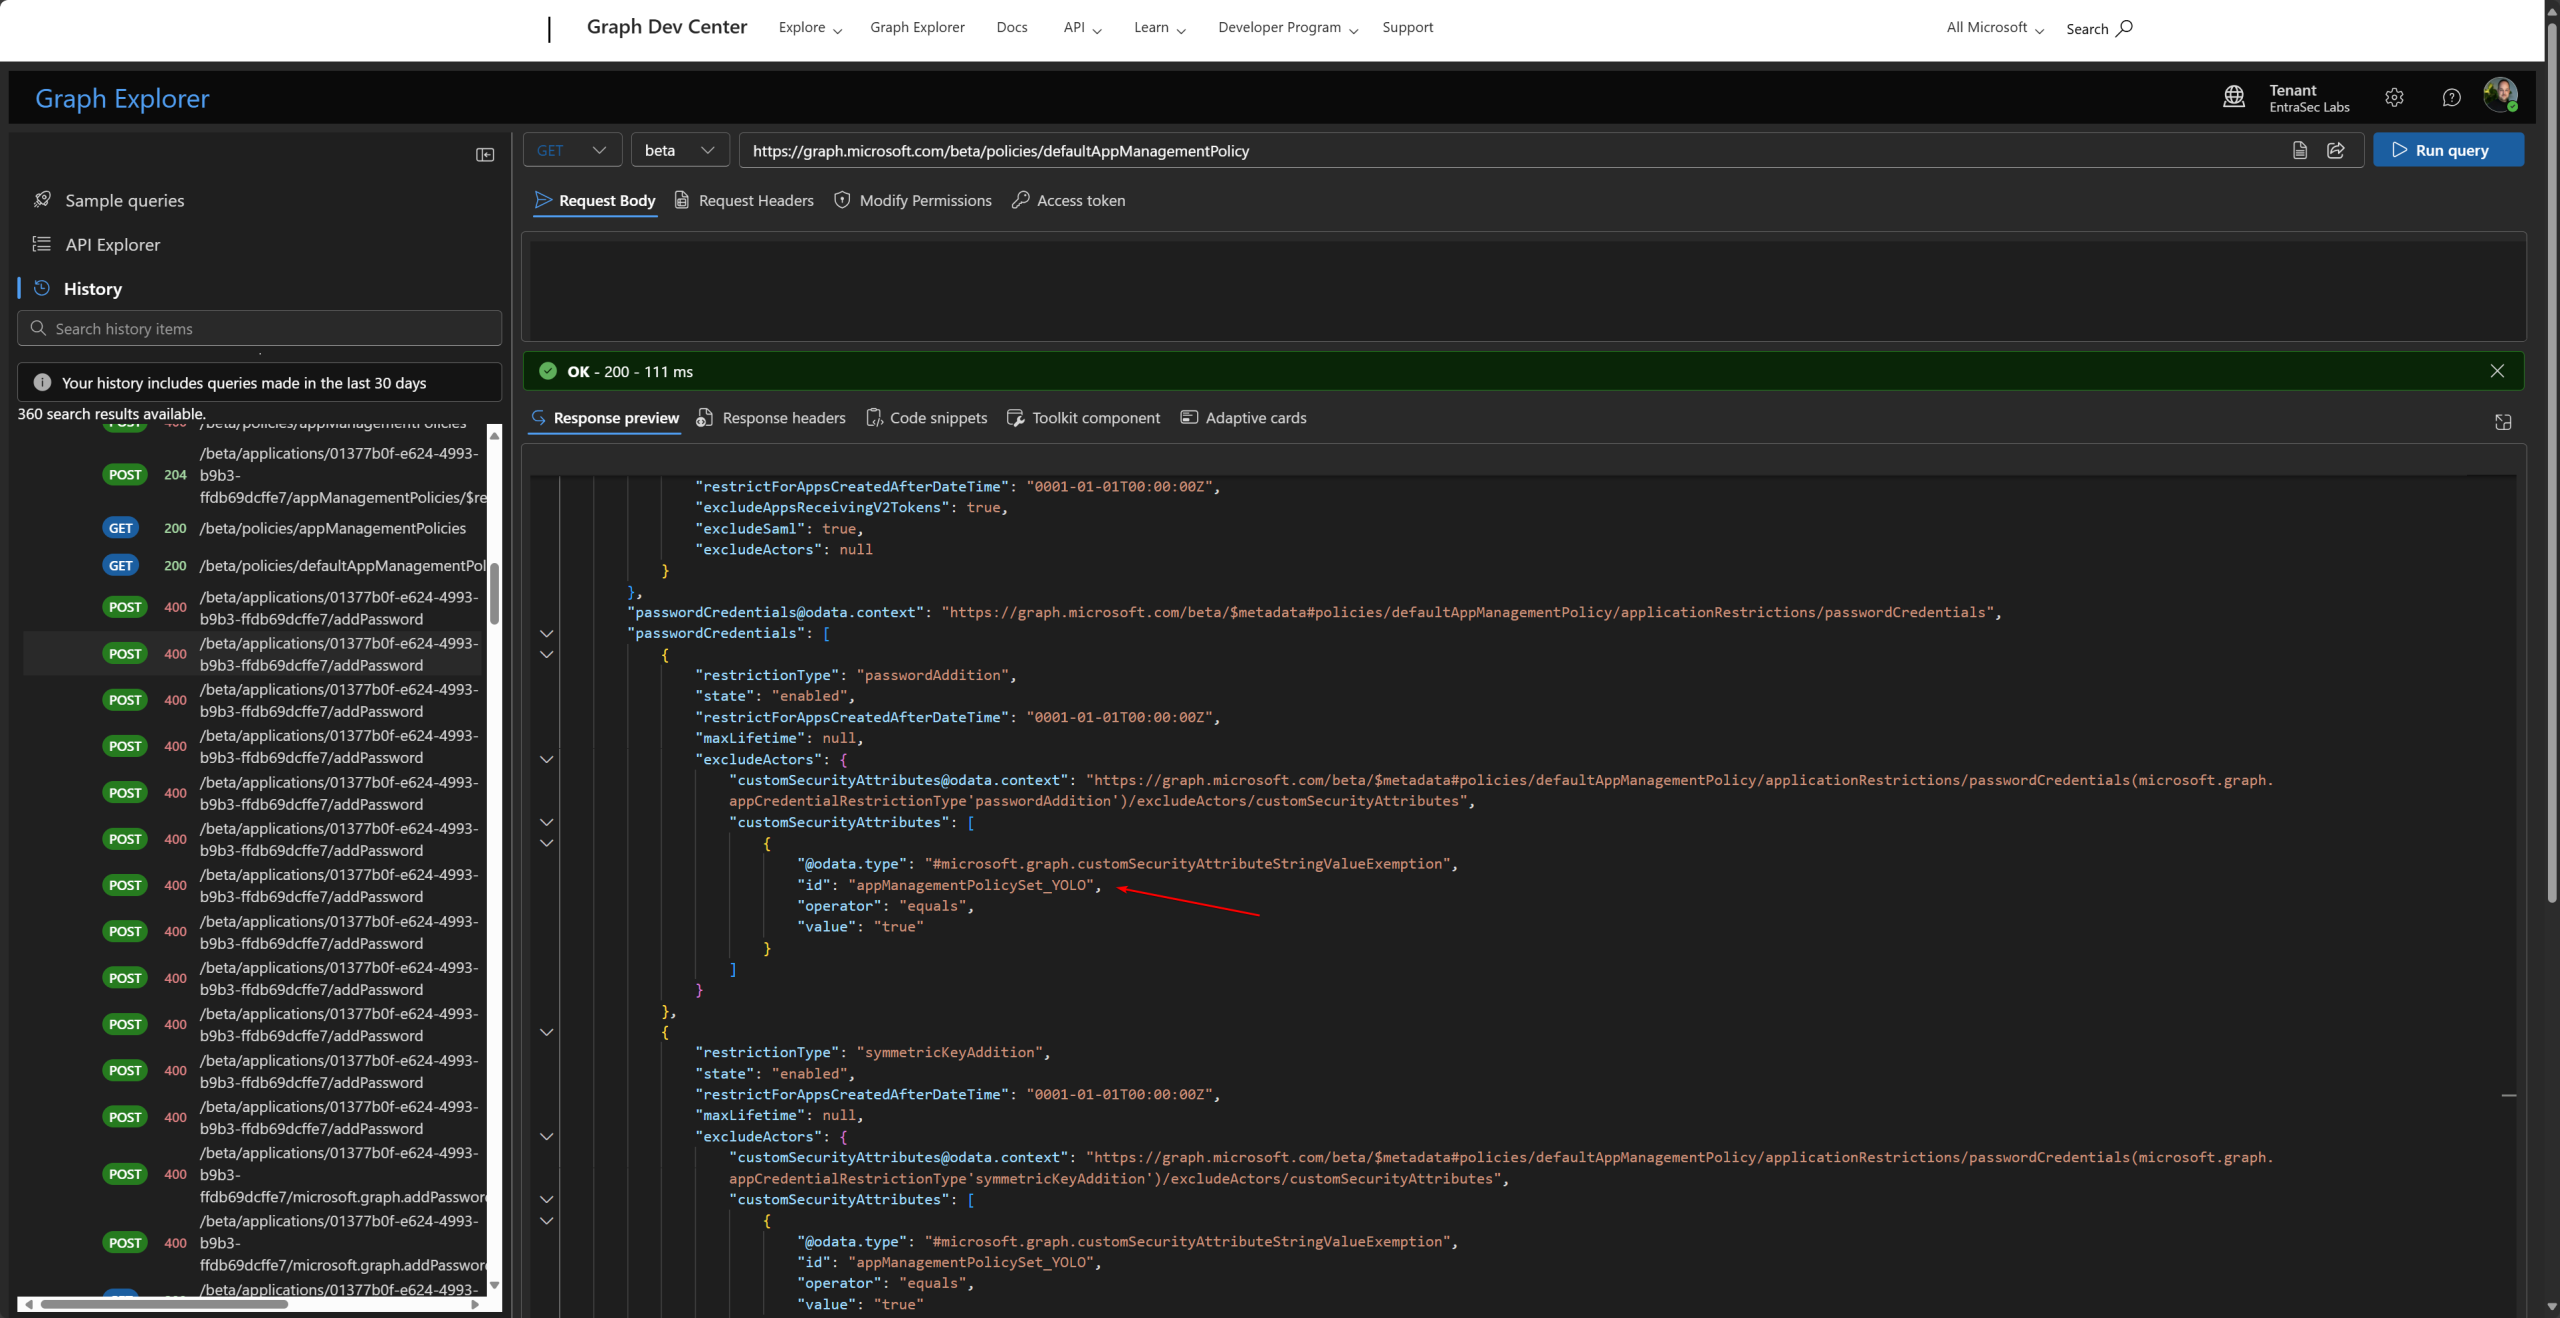 Graph Dev Center Explore Graph Explorer Docs API Learn Developer Program Support All Microsoft Search
Graph Explorer
Tenant
EntraSec Labs
GET beta https://graph.microsoft.com/beta/policies/defaultAppManagementPolicy Run query
Sample queries
API Explorer
History
Search history items
Your history includes queries made in the last 30 days
360 search results available.
POST 400 /beta/policies/appManagementPolicies
POST 204 /beta/applications/01377b0f-e624-4993-
b9b3-
ffdb69dcffe7/appManagementPolicies/$re
GET 200 /beta/policies/appManagementPolicies
GET 200 /beta/policies/defaultAppManagementPol
POST 400 /beta/applications/01377b0f-e624-4993-
b9b3-ffdb69dcffe7/addPassword
POST 400 /beta/applications/01377b0f-e624-4993-
b9b3-ffdb69dcffe7/addPassword
POST 400 /beta/applications/01377b0f-e624-4993-
b9b3-ffdb69dcffe7/addPassword
POST 400 /beta/applications/01377b0f-e624-4993-
b9b3-ffdb69dcffe7/addPassword
POST 400 /beta/applications/01377b0f-e624-4993-
b9b3-ffdb69dcffe7/addPassword
POST 400 /beta/applications/01377b0f-e624-4993-
b9b3-ffdb69dcffe7/addPassword
POST 400 /beta/applications/01377b0f-e624-4993-
b9b3-ffdb69dcffe7/addPassword
POST 400 /beta/applications/01377b0f-e624-4993-
b9b3-ffdb69dcffe7/addPassword
POST 400 /beta/applications/01377b0f-e624-4993-
b9b3-ffdb69dcffe7/addPassword
POST 400 /beta/applications/01377b0f-e624-4993-
b9b3-ffdb69dcffe7/addPassword
POST 400 /beta/applications/01377b0f-e624-4993-
b9b3-ffdb69dcffe7/addPassword
POST 400 /beta/applications/01377b0f-e624-4993-
b9b3-ffdb69dcffe7/addPassword
POST 400 /beta/applications/01377b0f-e624-4993-
b9b3-
ffdb69dcffe7/microsoft.graph.addPasswor
POST 400 /beta/applications/01377b0f-e624-4993-
b9b3-
ffdb69dcffe7/microsoft.graph.addPasswor
/beta/applications/01377b0f-e624-4993-
Request Body Request Headers Modify Permissions Access token
OK - 200 - 111 ms
Response preview Response headers Code snippets Toolkit component Adaptive cards
"restrictForAppsCreatedAfterDateTime": "0001-01-01T00:00:00Z",
"excludeAppsReceivingV2Tokens": true,
"excludeSaml": true,
"excludeActors": null
}
},
"passwordCredentials@odata.context": "https://graph.microsoft.com/beta/$metadata#policies/defaultAppManagementPolicy/applicationRestrictions/passwordCredentials",
"passwordCredentials": [
{
"restrictionType": "passwordAddition",
"state": "enabled",
"restrictForAppsCreatedAfterDateTime": "0001-01-01T00:00:00Z",
"maxLifetime": null,
"excludeActors": {
"customSecurityAttributes@odata.context": "https://graph.microsoft.com/beta/$metadata#policies/defaultAppManagementPolicy/applicationRestrictions/passwordCredentials(microsoft.graph.
appCredentialRestrictionType'passwordAddition')/excludeActors/customSecurityAttributes",
"customSecurityAttributes": [
{
"@odata.type": "#microsoft.graph.customSecurityAttributeStringValueExemption",
"id": "appManagementPolicySet_YOLO",
"operator": "equals",
"value": "true"
}
]
}
},
{
"restrictionType": "symmetricKeyAddition",
"state": "enabled",
"restrictForAppsCreatedAfterDateTime": "0001-01-01T00:00:00Z",
"maxLifetime": null,
"excludeActors": {
"customSecurityAttributes@odata.context": "https://graph.microsoft.com/beta/$metadata#policies/defaultAppManagementPolicy/applicationRestrictions/passwordCredentials(microsoft.graph.
appCredentialRestrictionType'symmetricKeyAddition')/excludeActors/customSecurityAttributes",
"customSecurityAttributes": [
{
"@odata.type": "#microsoft.graph.customSecurityAttributeStringValueExemption",
"id": "appManagementPolicySet_YOLO",
"operator": "equals",
"value": "true"